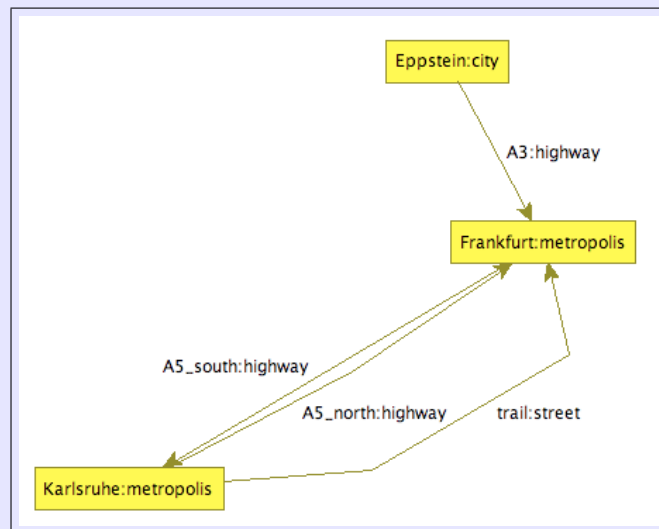 Eppstein:city
A3:highway
Frankfurt:metropolis
A5_south:highway
A5_north:highway
trail:street
Karlsruhe:metropolis